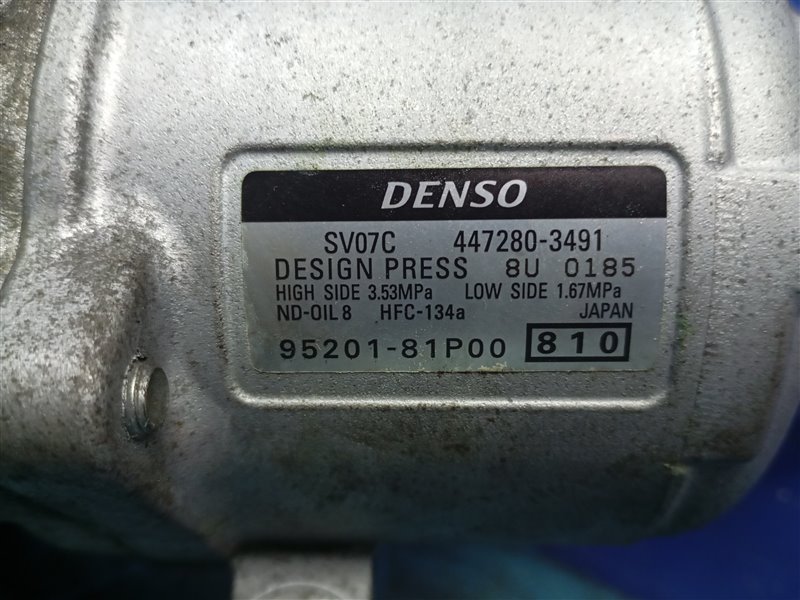 DENSO
SV07C 447280-3491
DESIGN PRESS 8U 0185
HIGH SIDE 3.53MPa LOW SIDE 1.67MPa
ND-OIL 8 HFC-134a JAPAN
95201-81P00 810